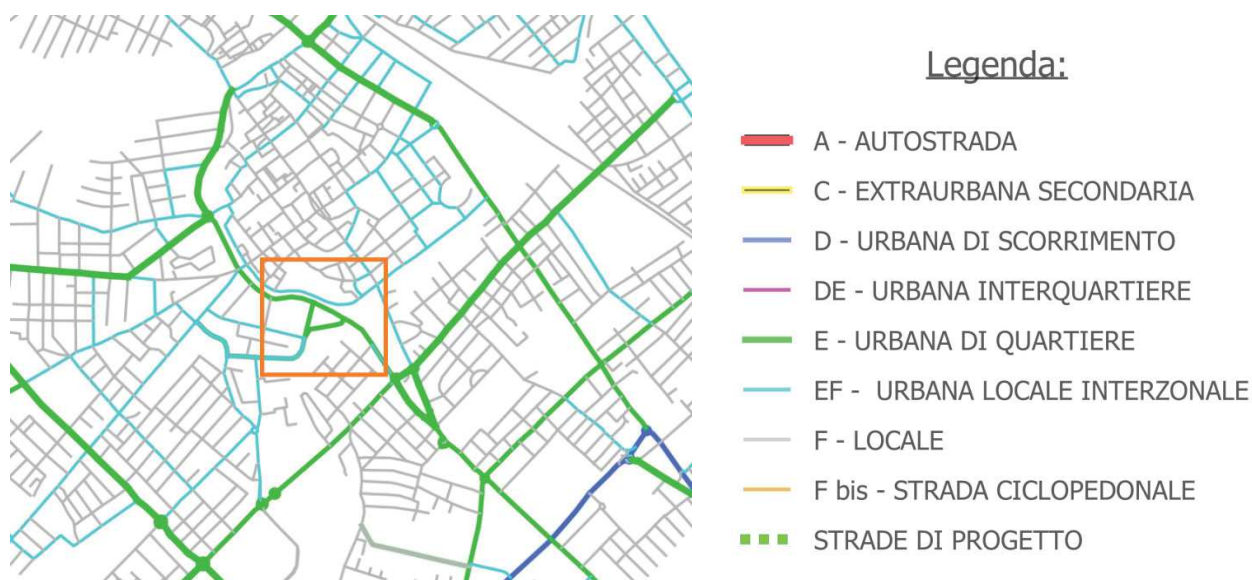 Legenda:
A - AUTOSTRADA
C - EXTRAURBANA SECONDARIA
D - URBANA DI SCORRIMENTO
DE - URBANA INTERQUARTIERE
E - URBANA DI QUARTIERE
EF - URBANA LOCALE INTERZONALE
F - LOCALE
F bis - STRADA CICLOPEDONALE
STRADE DI PROGETTO